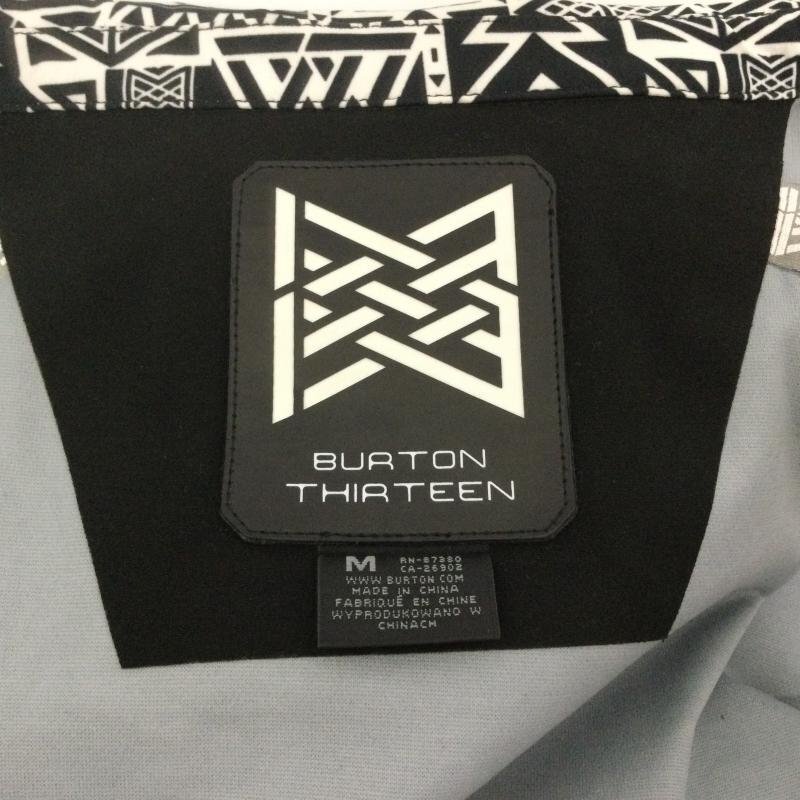 BURTON
THIRTEEN
M
RN-87380
CA-26902
WWW BURTON COM
MADE IN CHINA
FABRIQUÉ EN CHINE
WYPRODUKOWANO W
CHINACH